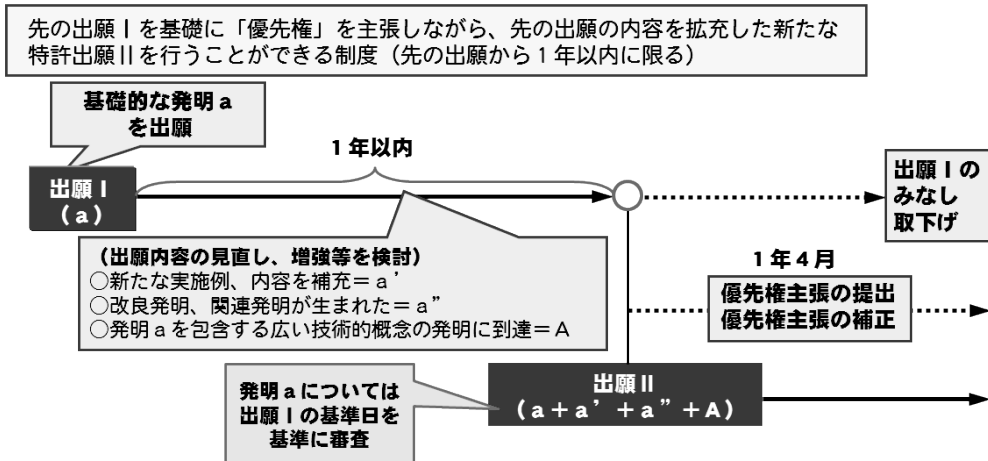 先の出願Ⅰを基礎に「優先権」を主張しながら、先の出願の内容を拡充した新たな
特許出願Ⅱを行うことができる制度（先の出願から１年以内に限る）
基礎的な発明ａ
を出願
１年以内
出願Ⅰ
（ａ）
出願Ⅰの
みなし
取下げ
（出願内容の見直し、増強等を検討）
○新たな実施例、内容を補充＝ａ’
○改良発明、関連発明が生まれた＝ａ”
○発明ａを包含する広い技術的概念の発明に到達＝Ａ
１年４月
優先権主張の提出
優先権主張の補正
発明ａについては
出願Ⅰの基準日を
基準に審査
出願Ⅱ
（ａ＋ａ’＋ａ”＋Ａ）